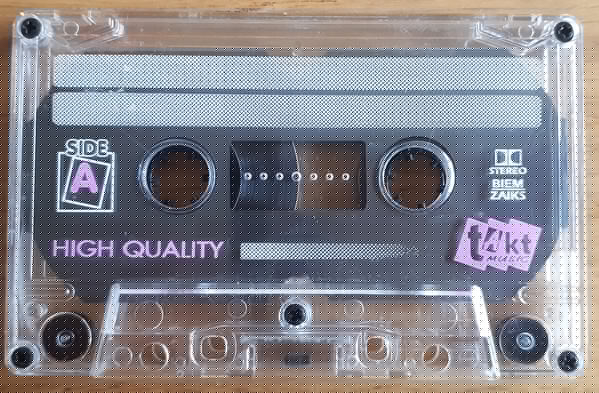 SIDE
A
STEREO
BIEM
ZAIKS
HIGH QUALITY
takt
MUSIC